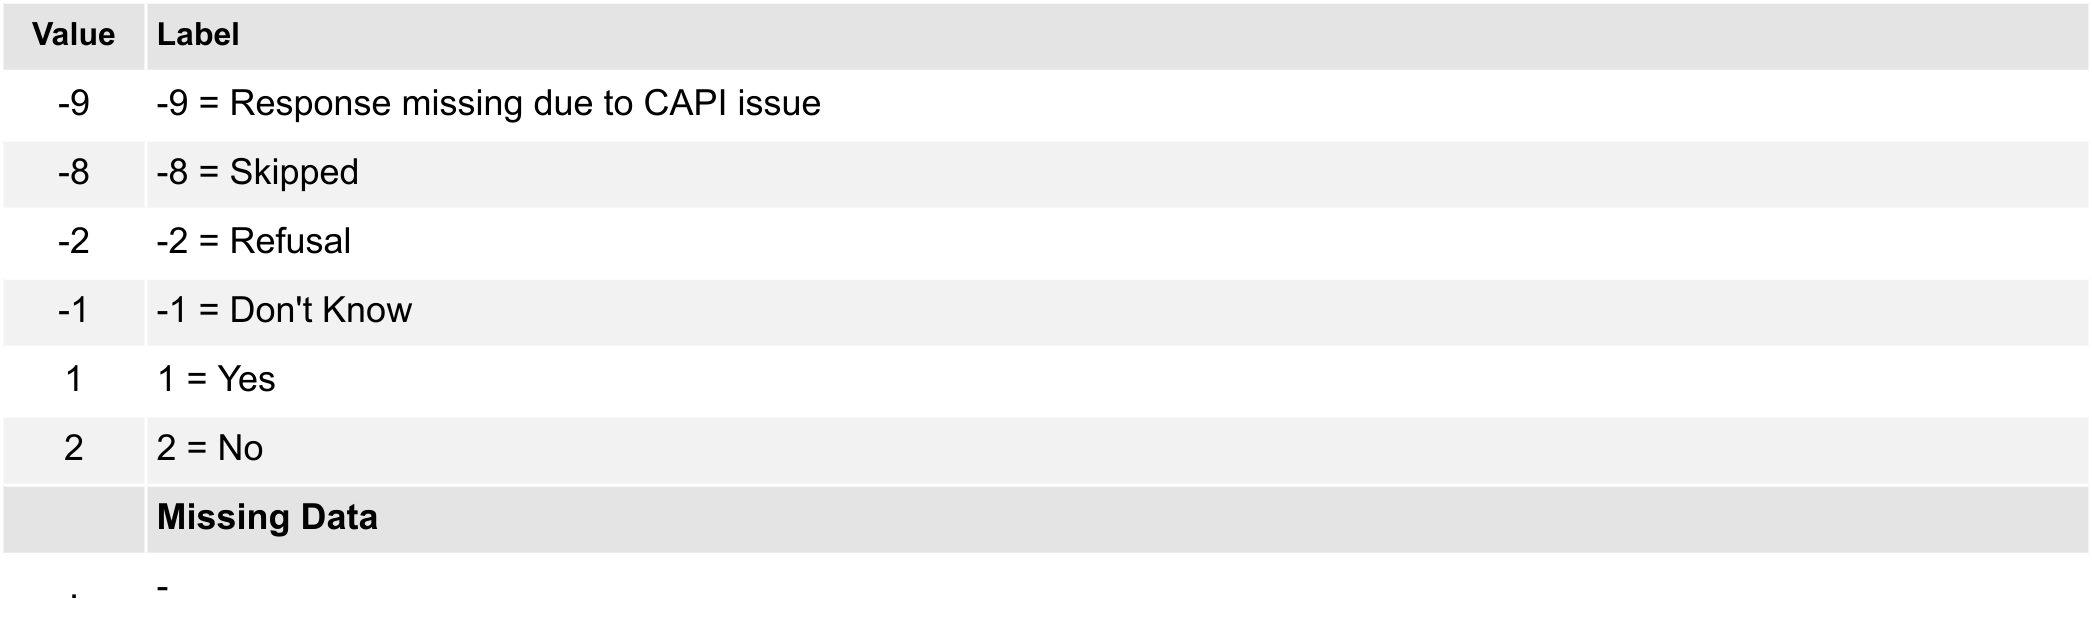 Value Label
-9 -9 = Response missing due to CAPI issue
-8 -8 = Skipped
-2 -2 = Refusal
-1 -1 = Don't Know
1 1 = Yes
2 2 = No
Missing Data
. -